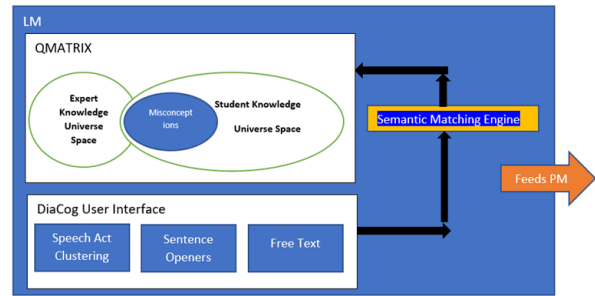 LM
QMATRIX
Expert
Knowledge
Universe
Space
Misconcept
ions
Student Knowledge
Universe Space
Semantic Matching Engine
Feeds PM
DiaCog User Interface
Speech Act
Clustering
Sentence
Openers
Free Text